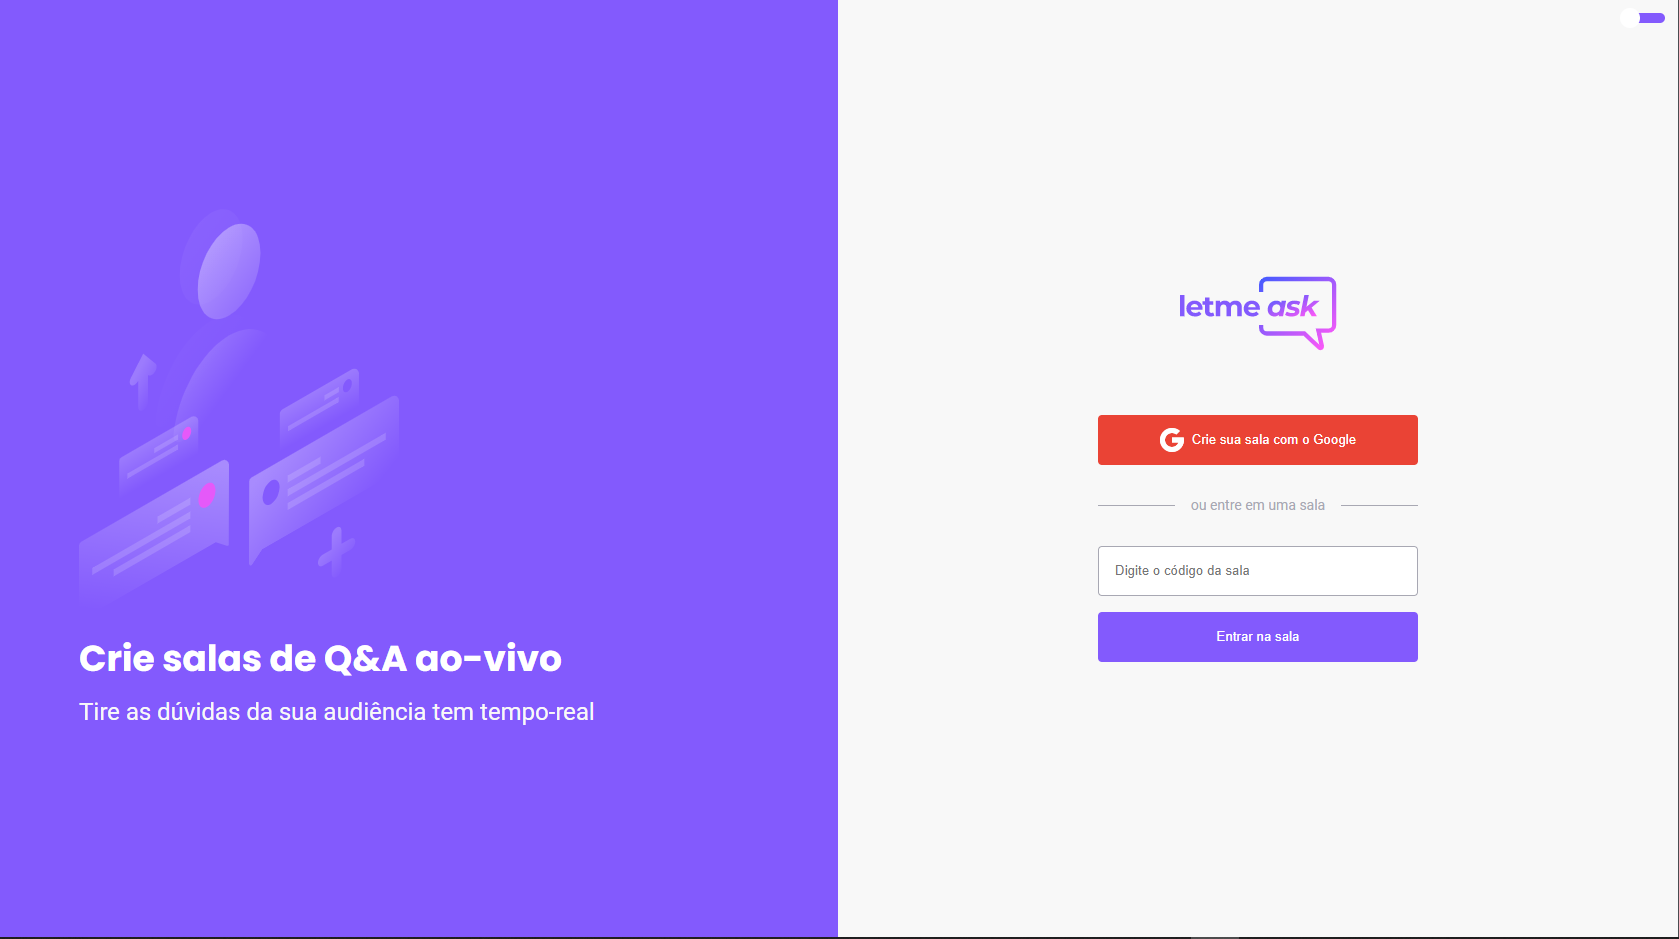 Crie salas de Q&A ao-vivo
Tire as dúvidas da sua audiência tem tempo-real
letme ask
Crie sua sala com o Google
ou entre em uma sala
Digite o código da sala
Entrar na sala